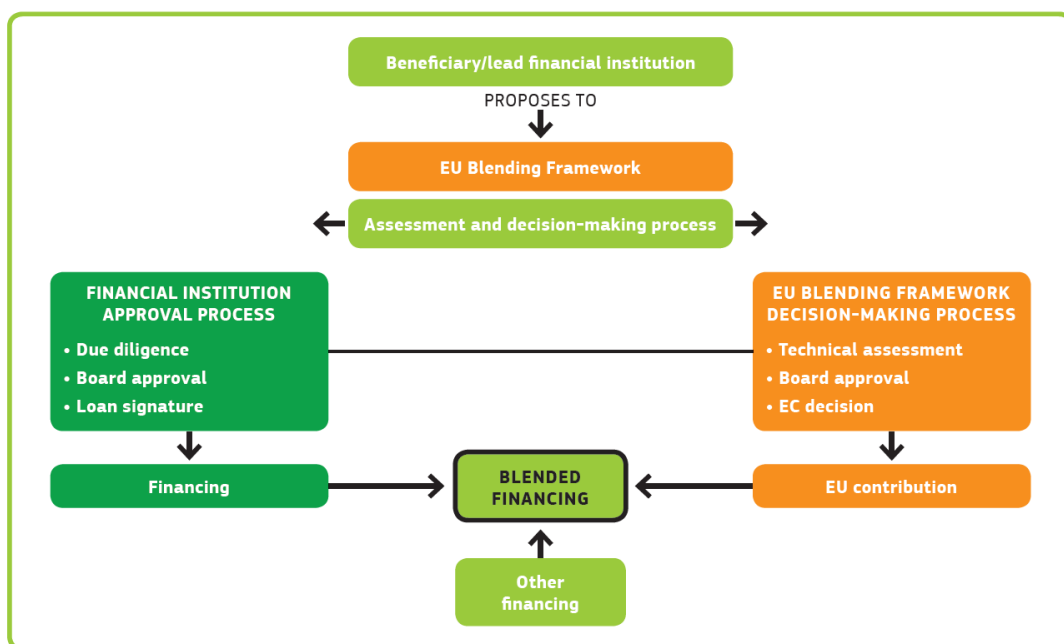 Beneficiary/lead financial institution
PROPOSES TO
EU Blending Framework
Assessment and decision-making process
FINANCIAL INSTITUTION
APPROVAL PROCESS
• Due diligence
• Board approval
• Loan signature
EU BLENDING FRAMEWORK
DECISION-MAKING PROCESS
• Technical assessment
• Board approval
• EC decision
Financing
BLENDED
FINANCING
EU contribution
Other
financing